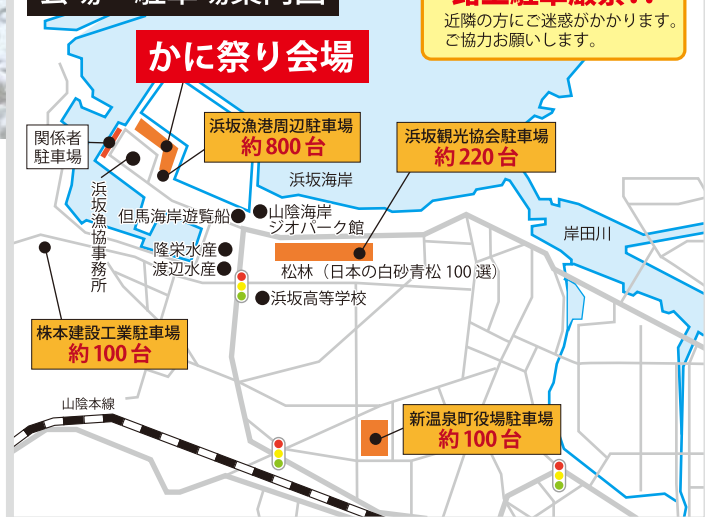 会場・駐車場案内図
路上駐車厳禁!!
近隣の方にご迷惑がかかります。
ご協力お願いします。
かに祭り会場
関係者
駐車場
浜坂漁港周辺駐車場
約800台
浜坂観光協会駐車場
約220台
浜坂海岸
浜坂漁協事務所
但馬海岸遊覧船
山陰海岸
ジオパーク館
岸田川
隆栄水産
渡辺水産
松林（日本の白砂青松100選）
浜坂高等学校
株本建設工業駐車場
約100台
山陰本線
新温泉町役場駐車場
約100台